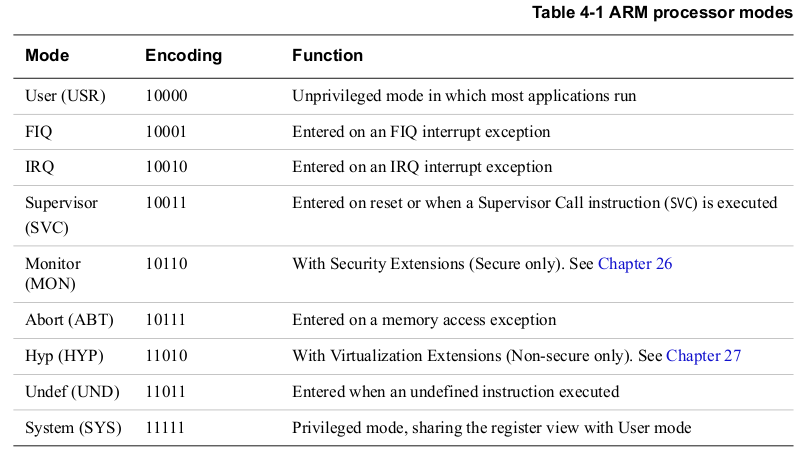 Table 4-1 ARM processor modes
Mode Encoding Function
User (USR) 10000 Unprivileged mode in which most applications run
FIQ 10001 Entered on an FIQ interrupt exception
IRQ 10010 Entered on an IRQ interrupt exception
Supervisor 10011 Entered on reset or when a Supervisor Call instruction (SVC) is executed
(SVC)
Monitor 10110 With Security Extensions (Secure only). See Chapter 26
(MON)
Abort (ABT) 10111 Entered on a memory access exception
Hyp (HYP) 11010 With Virtualization Extensions (Non-secure only). See Chapter 27
Undef (UND) 11011 Entered when an undefined instruction executed
System (SYS) 11111 Privileged mode, sharing the register view with User mode